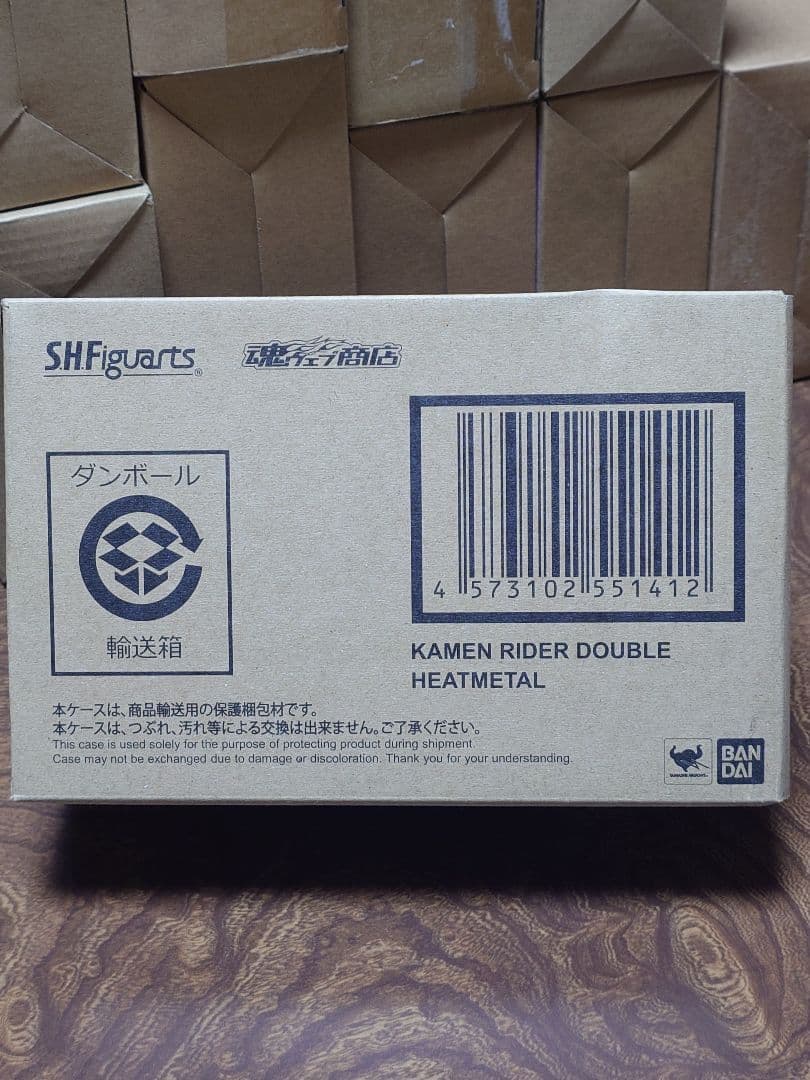 S.H.Figuarts®
魂ウェブ商店
ダンボール
輸送箱
4 573102 551412
KAMEN RIDER DOUBLE
HEATMETAL
本ケースは、商品輸送用の保護梱包材です。
本ケースは、つぶれ、汚れ等による交換は出来ません。ご了承ください。
This case is used solely for the purpose of protecting product during shipment.
Case may not be exchanged due to damage or discoloration. Thank you for your understanding.
BAN
DAI